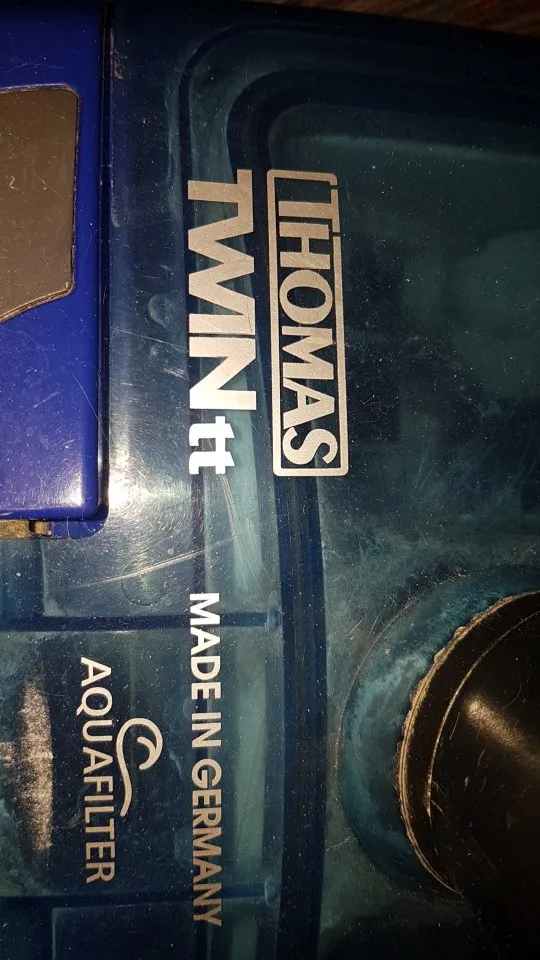 THOMAS
TWIN tt
MADE IN GERMANY
AQUAFILTER